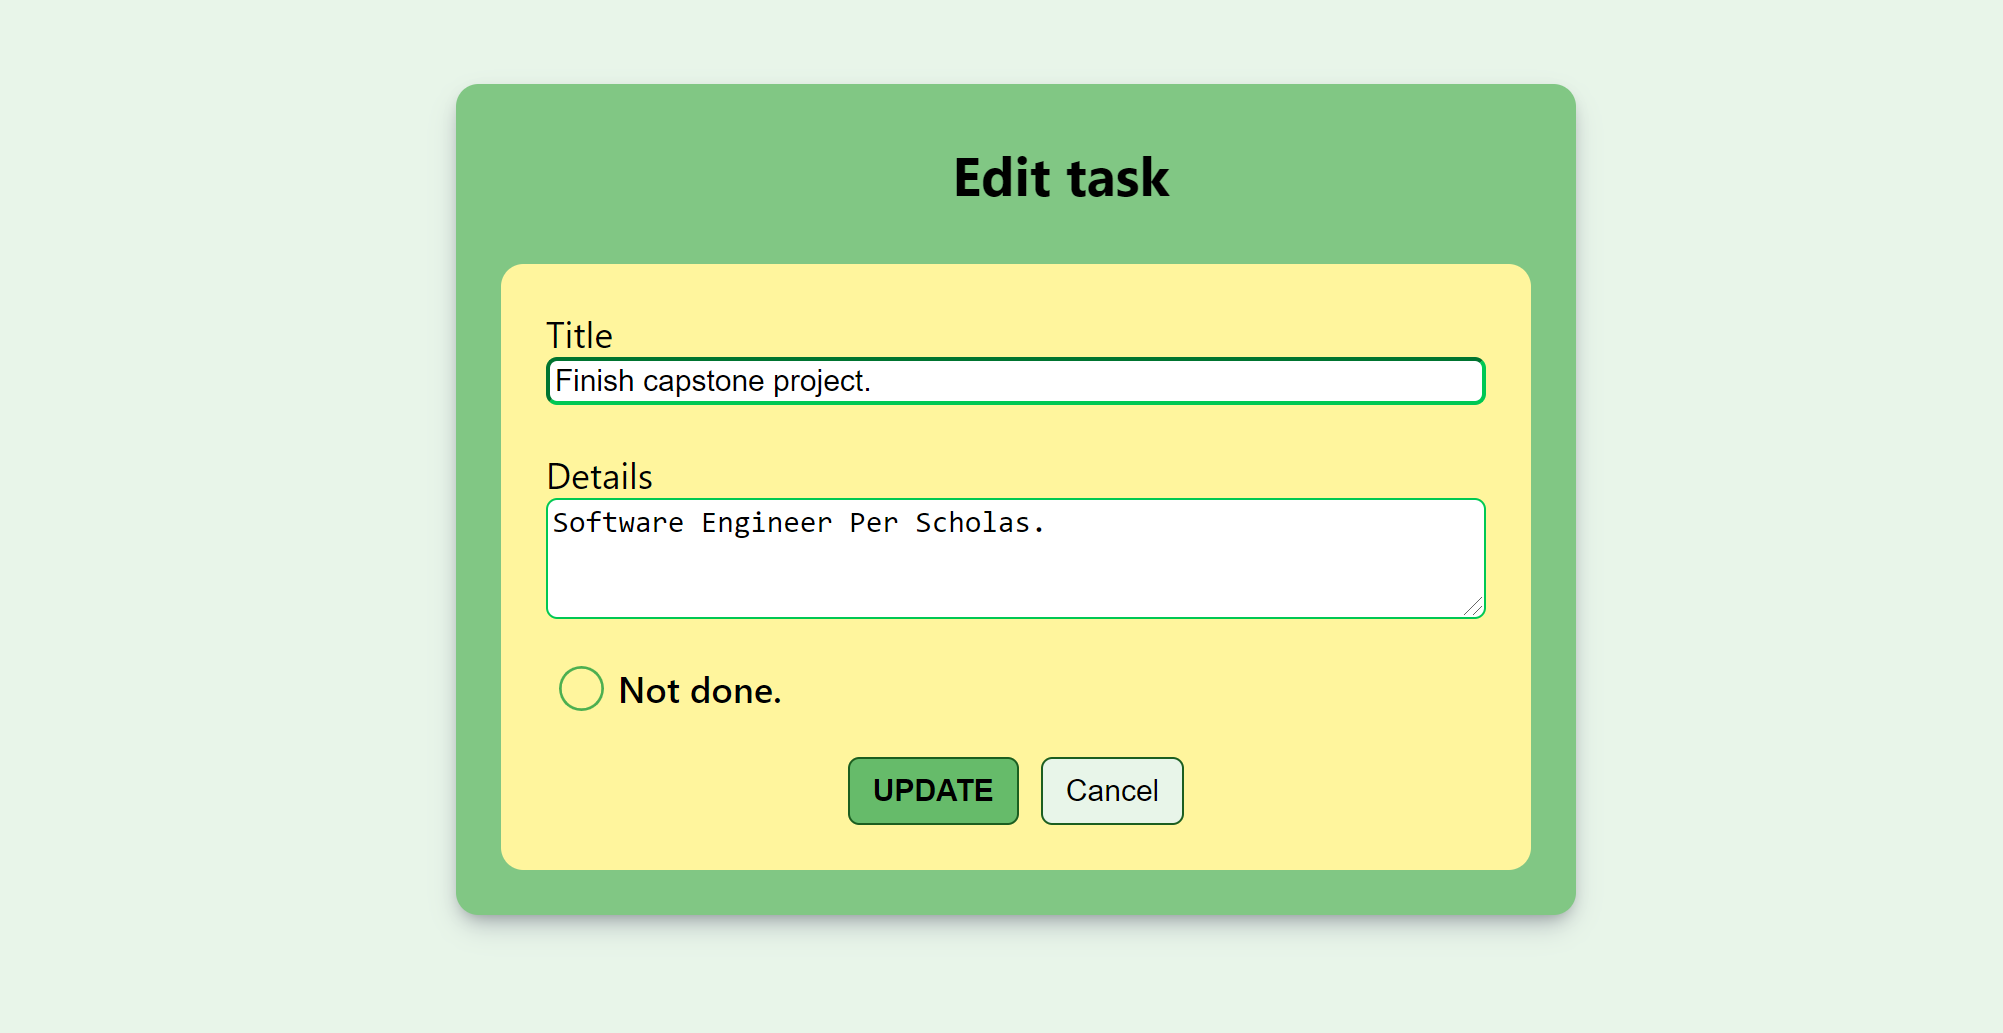 Edit task
Title
Finish capstone project.
Details
Software Engineer Per Scholas.
Not done.
UPDATE
Cancel